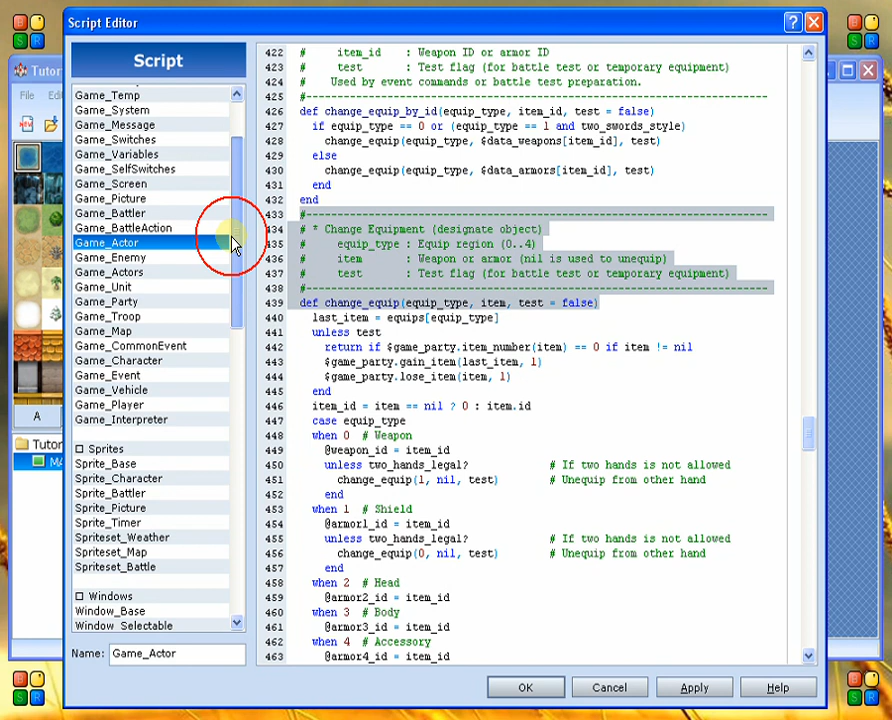 Script Editor
Tutor
File Ed
A
Tutor
MA
Script
Game_Temp
Game_System
Game_Message
Game_Switches
Game_Variables
Game_SelfSwitches
Game_Screen
Game_Picture
Game_Battler
Game_BattleAction
Game_Actor
Game_Enemy
Game_Actors
Game_Unit
Game_Party
Game_Troop
Game_Map
Game_CommonEvent
Game_Character
Game_Event
Game_Vehicle
Game_Player
Game_Interpreter
□ Sprites
Sprite_Base
Sprite_Character
Sprite_Battler
Sprite_Picture
Sprite_Timer
Spriteset_Weather
Spriteset_Map
Spriteset_Battle
□ Windows
Window_Base
Window_Selectable
Name: Game_Actor
422 # item_id : Weapon ID or armor ID
423 # test : Test flag (for battle test or temporary equipment)
424 # Used by event commands or battle test preparation.
425 #--------------------------------------------------------------------------
426 def change_equip_by_id(equip_type, item_id, test = false)
427 if equip_type == 0 or (equip_type == 1 and two_swords_style)
428 change_equip(equip_type, $data_weapons[item_id], test)
429 else
430 change_equip(equip_type, $data_armors[item_id], test)
431 end
432 end
433 #--------------------------------------------------------------------------
434 # * Change Equipment (designate object)
435 # equip_type : Equip region (0..4)
436 # item : Weapon or armor (nil is used to unequip)
437 # test : Test flag (for battle test or temporary equipment)
438 #--------------------------------------------------------------------------
439 def change_equip(equip_type, item, test = false)
440 last_item = equips[equip_type]
441 unless test
442 return if $game_party.item_number(item) == 0 if item != nil
443 $game_party.gain_item(last_item, 1)
444 $game_party.lose_item(item, 1)
445 end
446 item_id = item == nil ? 0 : item.id
447 case equip_type
448 when 0 # Weapon
449 @weapon_id = item_id
450 unless two_hands_legal? # If two hands is not allowed
451 change_equip(1, nil, test) # Unequip from other hand
452 end
453 when 1 # Shield
454 @armor1_id = item_id
455 unless two_hands_legal? # If two hands is not allowed
456 change_equip(0, nil, test) # Unequip from other hand
457 end
458 when 2 # Head
459 @armor2_id = item_id
460 when 3 # Body
461 @armor3_id = item_id
462 when 4 # Accessory
463 @armor4_id = item_id
OK Cancel Apply Help